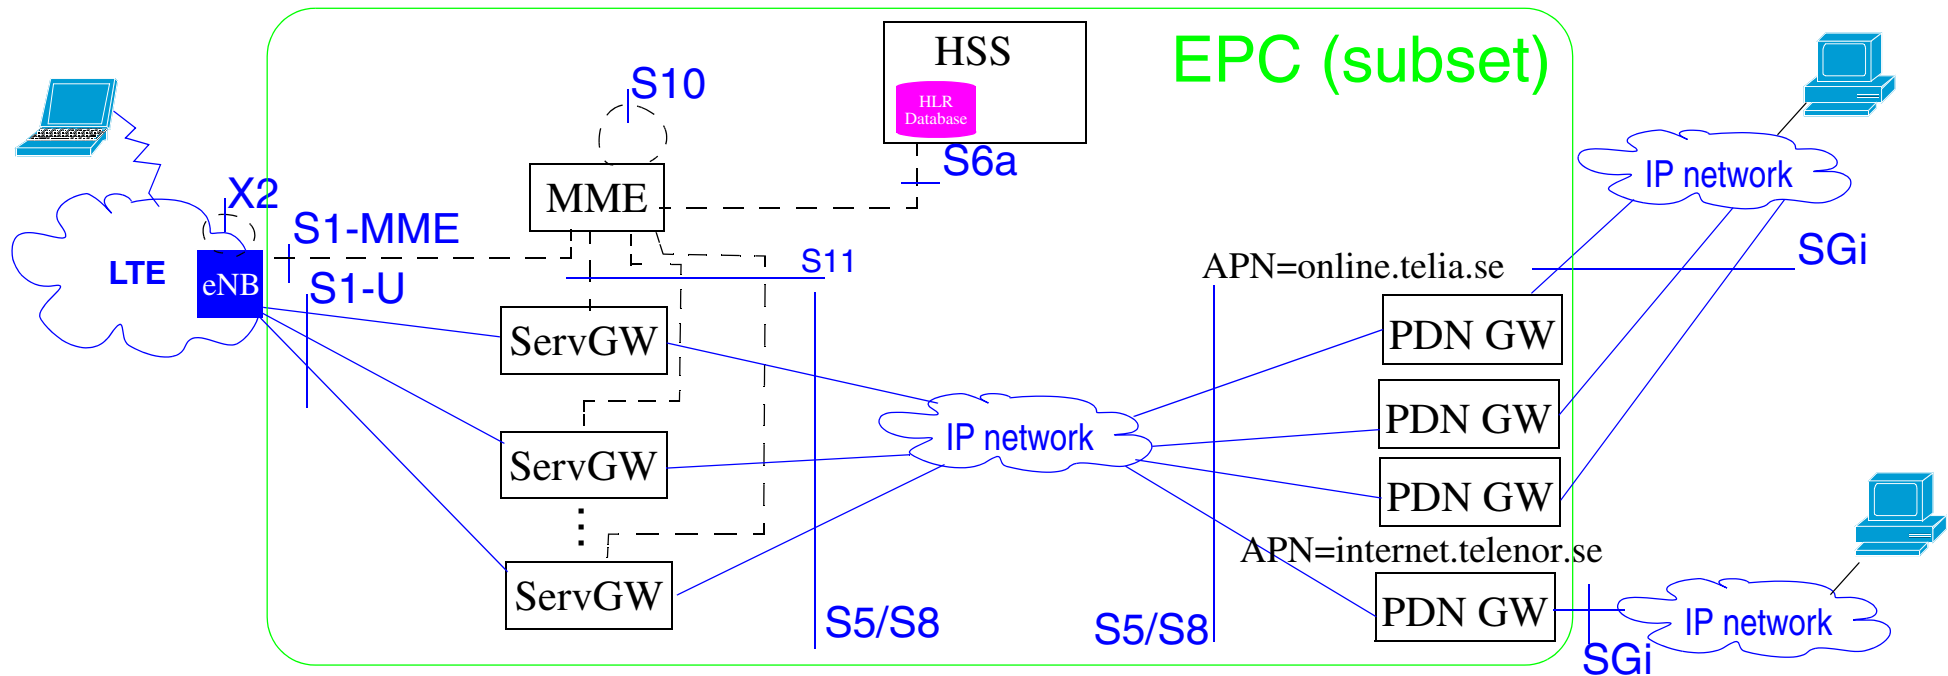 EPC (subset)
HSS
HLR
Database
S10
S6a
IP network
MME
X2
S1-MME
SGi
S11
APN=online.telia.se
LTE
eNB
S1-U
ServGW
PDN GW
PDN GW
IP network
ServGW
PDN GW
⋮
APN=internet.telenor.se
ServGW
PDN GW
S5/S8
S5/S8
IP network
SGi